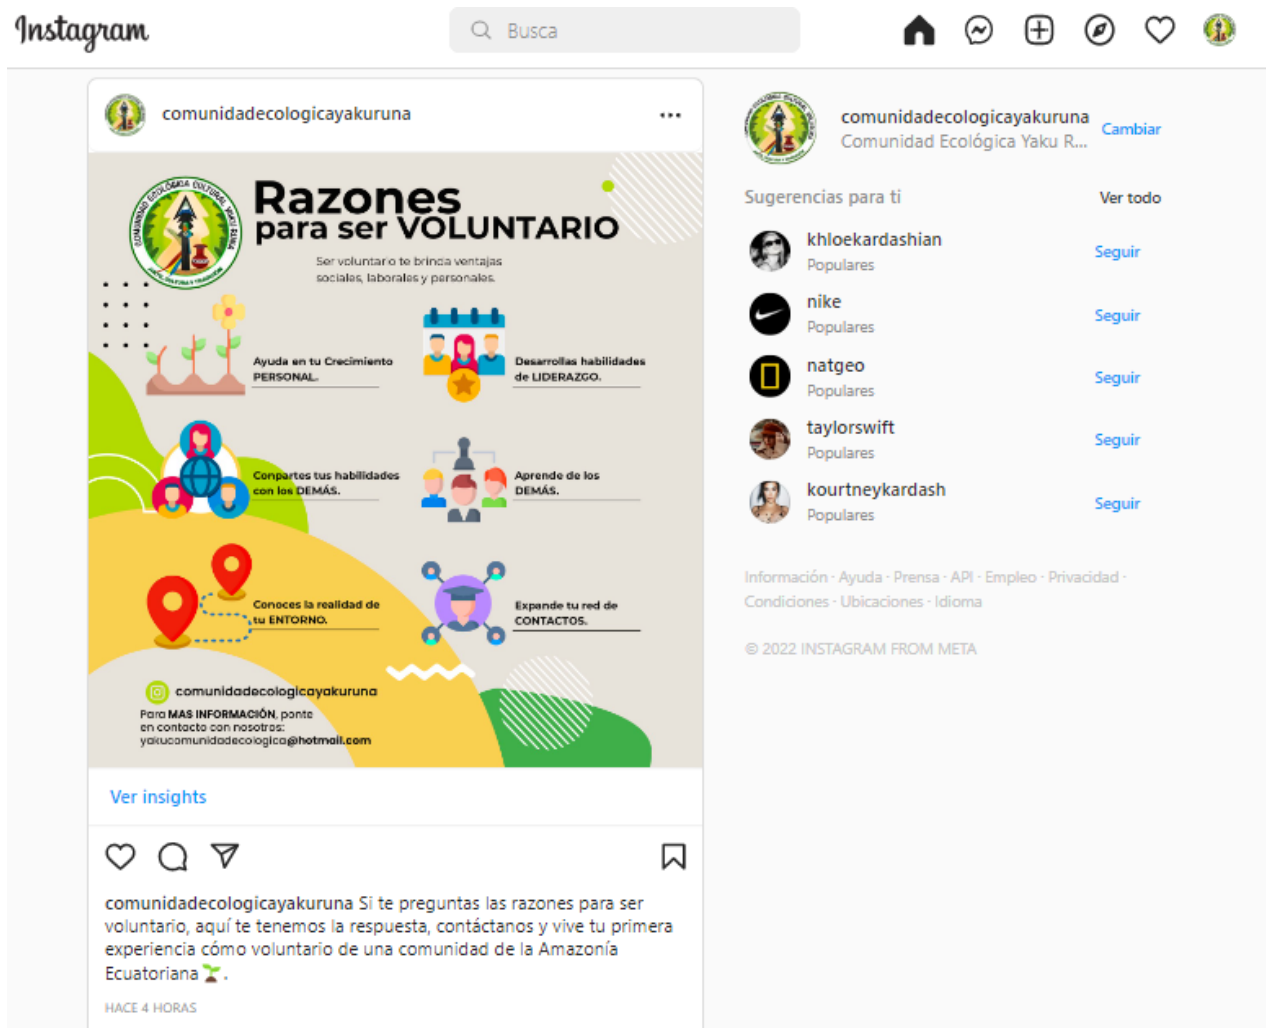 Instagram
Busca
comunidadecologicayakuruna
COMUNIDAD ECOLÓGICA CULTURAL YAKU RUNA
Razones
para ser VOLUNTARIO
Ser voluntario te brinda ventajas
sociales, laborales y personales.
Ayuda en tu Crecimiento
PERSONAL.
Desarrollas habilidades
de LIDERAZGO.
Conpartes tus habilidades
con los DEMÁS.
Aprende de los
DEMÁS.
Conoces la realidad de
tu ENTORNO.
Expande tu red de
CONTACTOS.
comunidadecologicayakuruna
Para MAS INFORMACIÓN, ponte
en contacto con nosotros:
yakucomunidadecologica@hotmail.com
Ver insights
comunidadecologicayakuruna Si te preguntas las razones para ser
voluntario, aquí te tenemos la respuesta, contáctanos y vive tu primera
experiencia cómo voluntario de una comunidad de la Amazonía
Ecuatoriana🌱.
HACE 4 HORAS
comunidadecologicayakuruna
Comunidad Ecológica Yaku R...
Cambiar
Sugerencias para ti
Ver todo
khloekardashian
Populares
Seguir
nike
Populares
Seguir
natgeo
Populares
Seguir
taylorswift
Populares
Seguir
kourtneykardash
Populares
Seguir
Información · Ayuda · Prensa · API · Empleo · Privacidad ·
Condiciones · Ubicaciones · Idioma
© 2022 INSTAGRAM FROM META